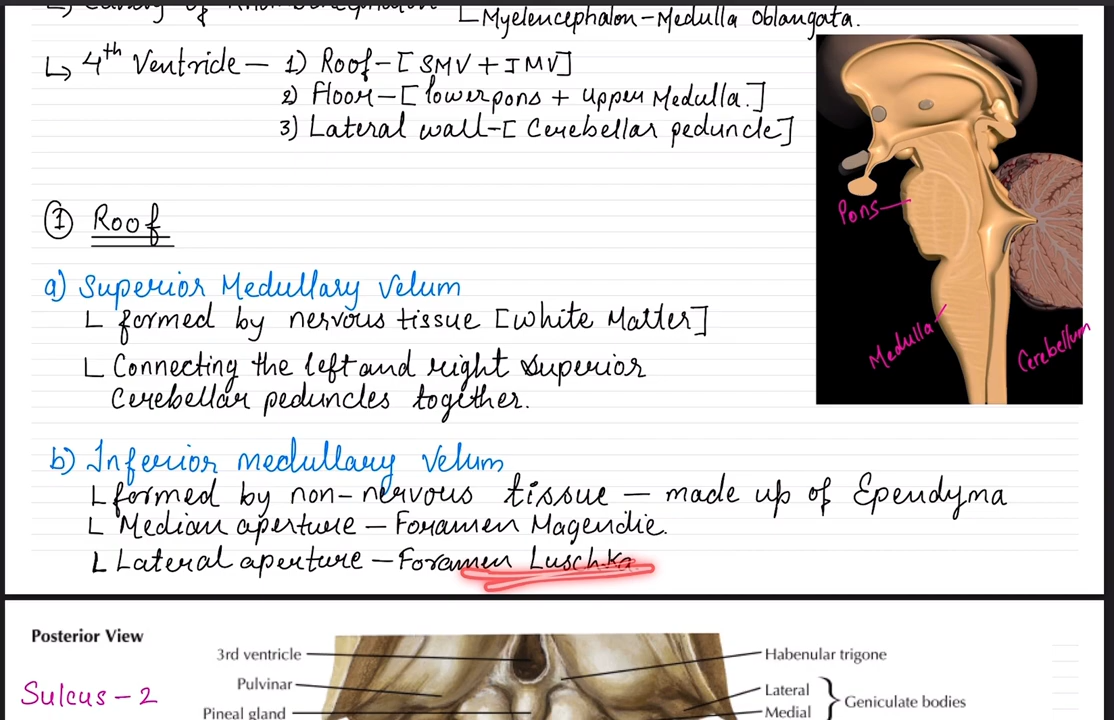 Myelencephalon-Medulla Oblongata.
↳ 4th Ventricle — 1) Roof-[SMV+IMV]
2) Floor-[lower pons + upper Medulla.]
3) Lateral wall-[Cerebellar peduncle]
Pons
Medulla
Cerebellum
① Roof
a) Superior Medullary Velum
L formed by nervous tissue [white Matter]
L Connecting the left and right superior
Cerebellar peduncles together.
b) Inferior medullary Velum
L formed by non-nervous tissue — made up of Ependyma
L Median aperture — Foramen Magendie.
L Lateral aperture — Foramen Luschka
Posterior View
3rd ventricle
Habenular trigone
Pulvinar
Sulcus-2
Lateral
Geniculate bodies
Pineal gland
Medial